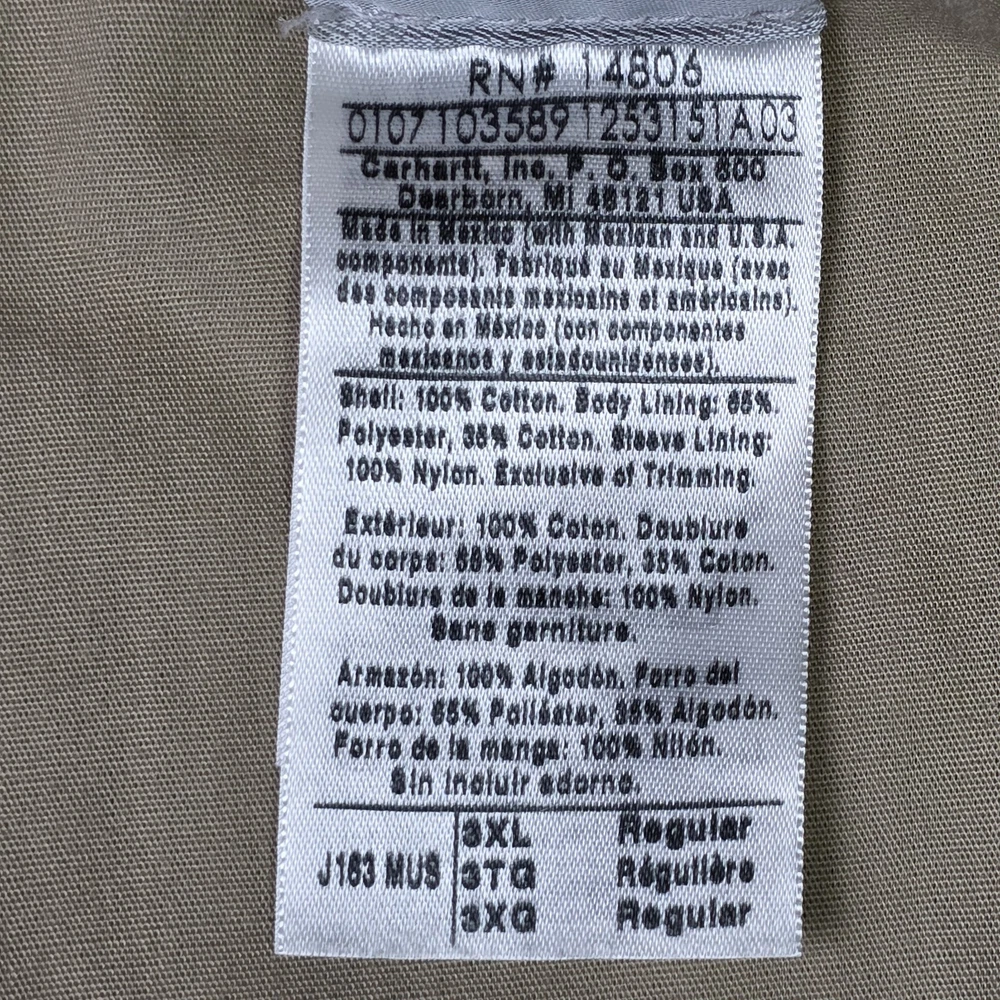 RN# 14806
0107103589 1253151A03
Carhartt, Inc. P. O. Box 600
Dearborn, MI 48121 USA
Made in Mexico (with Mexican and U.S.A
components). Fabriqué au Mexique (avec
des composants mexicains et américains).
Hecho en México (con componentes
mexicanos y estadounidenses).
Shell: 100% Cotton. Body Lining: 65%.
Polyester, 35% Cotton. Sleeve Lining:
100% Nylon. Exclusive of Trimming.
Extérieur: 100% Coton. Doublure
du corps: 65% Polyester, 35% Coton.
Doublure de la manche: 100% Nylon.
Sans garniture.
Armazón: 100% Algodón. Forro del
cuerpo: 65% Poliéster, 35% Algodón.
Forro de la manga: 100% Nilón.
Sin incluir adorno.
J163 MUS
3XL Regular
3TG Régulière
3XG Regular